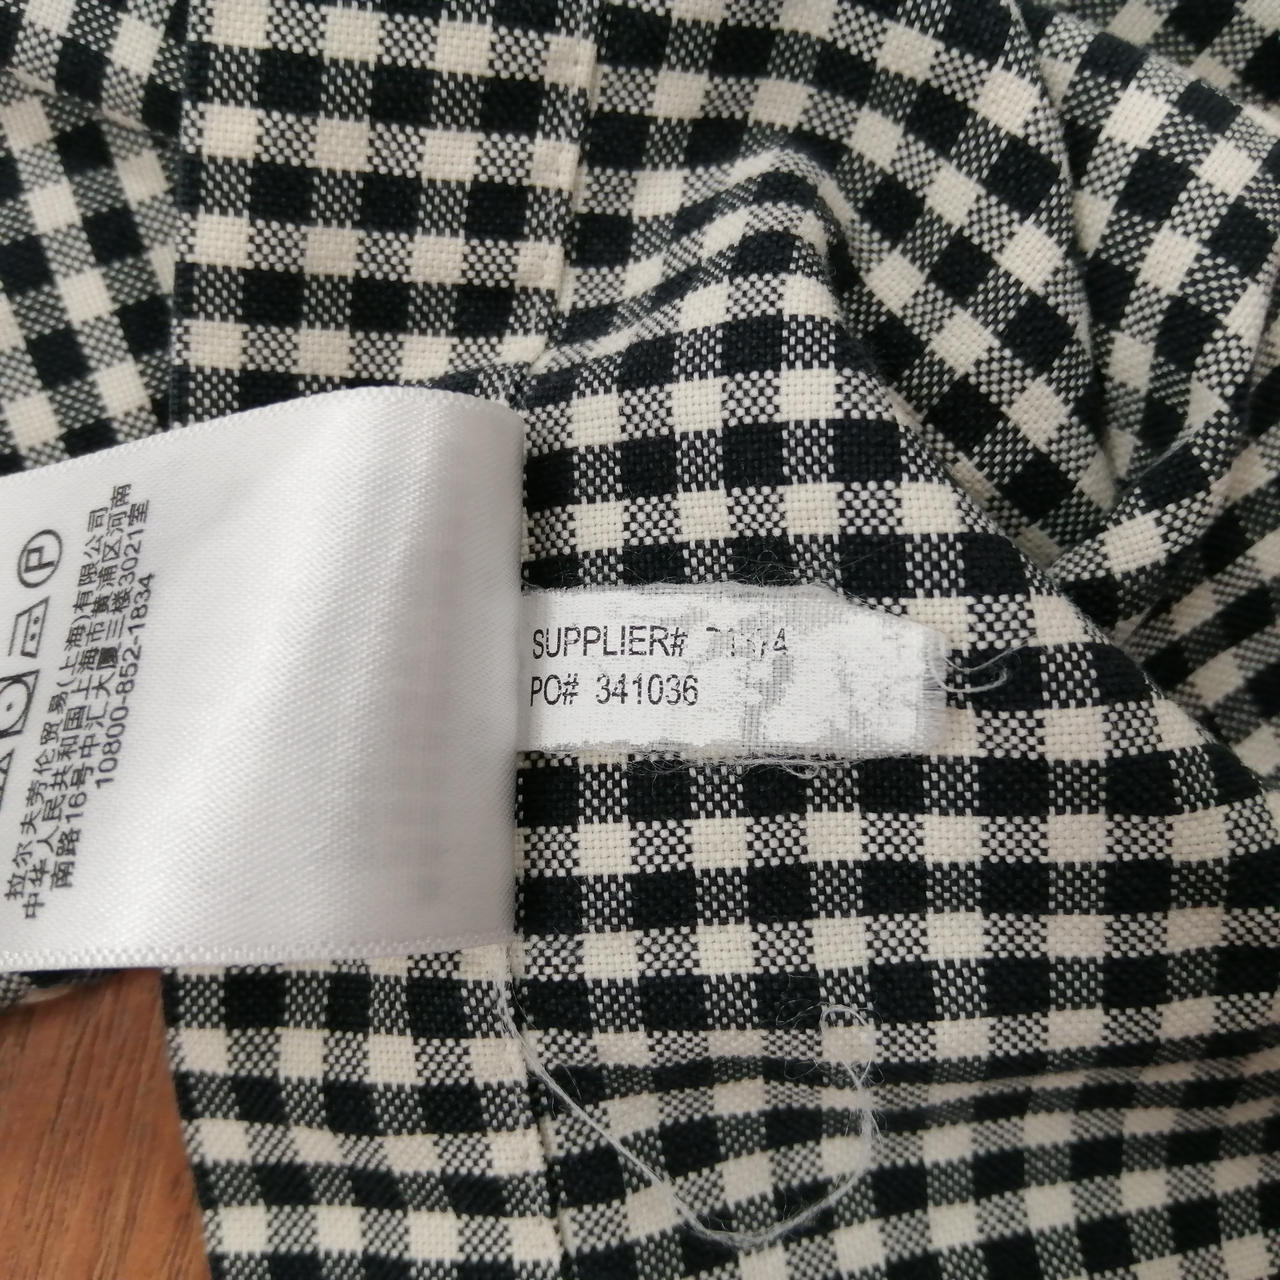 拉尔夫劳伦贸易(上海)有限公司
中华人民共和国上海市黄浦区河南
南路16号中汇大厦三楼3021室
10800-852-1834
P
SUPPLIER#
PO# 341036